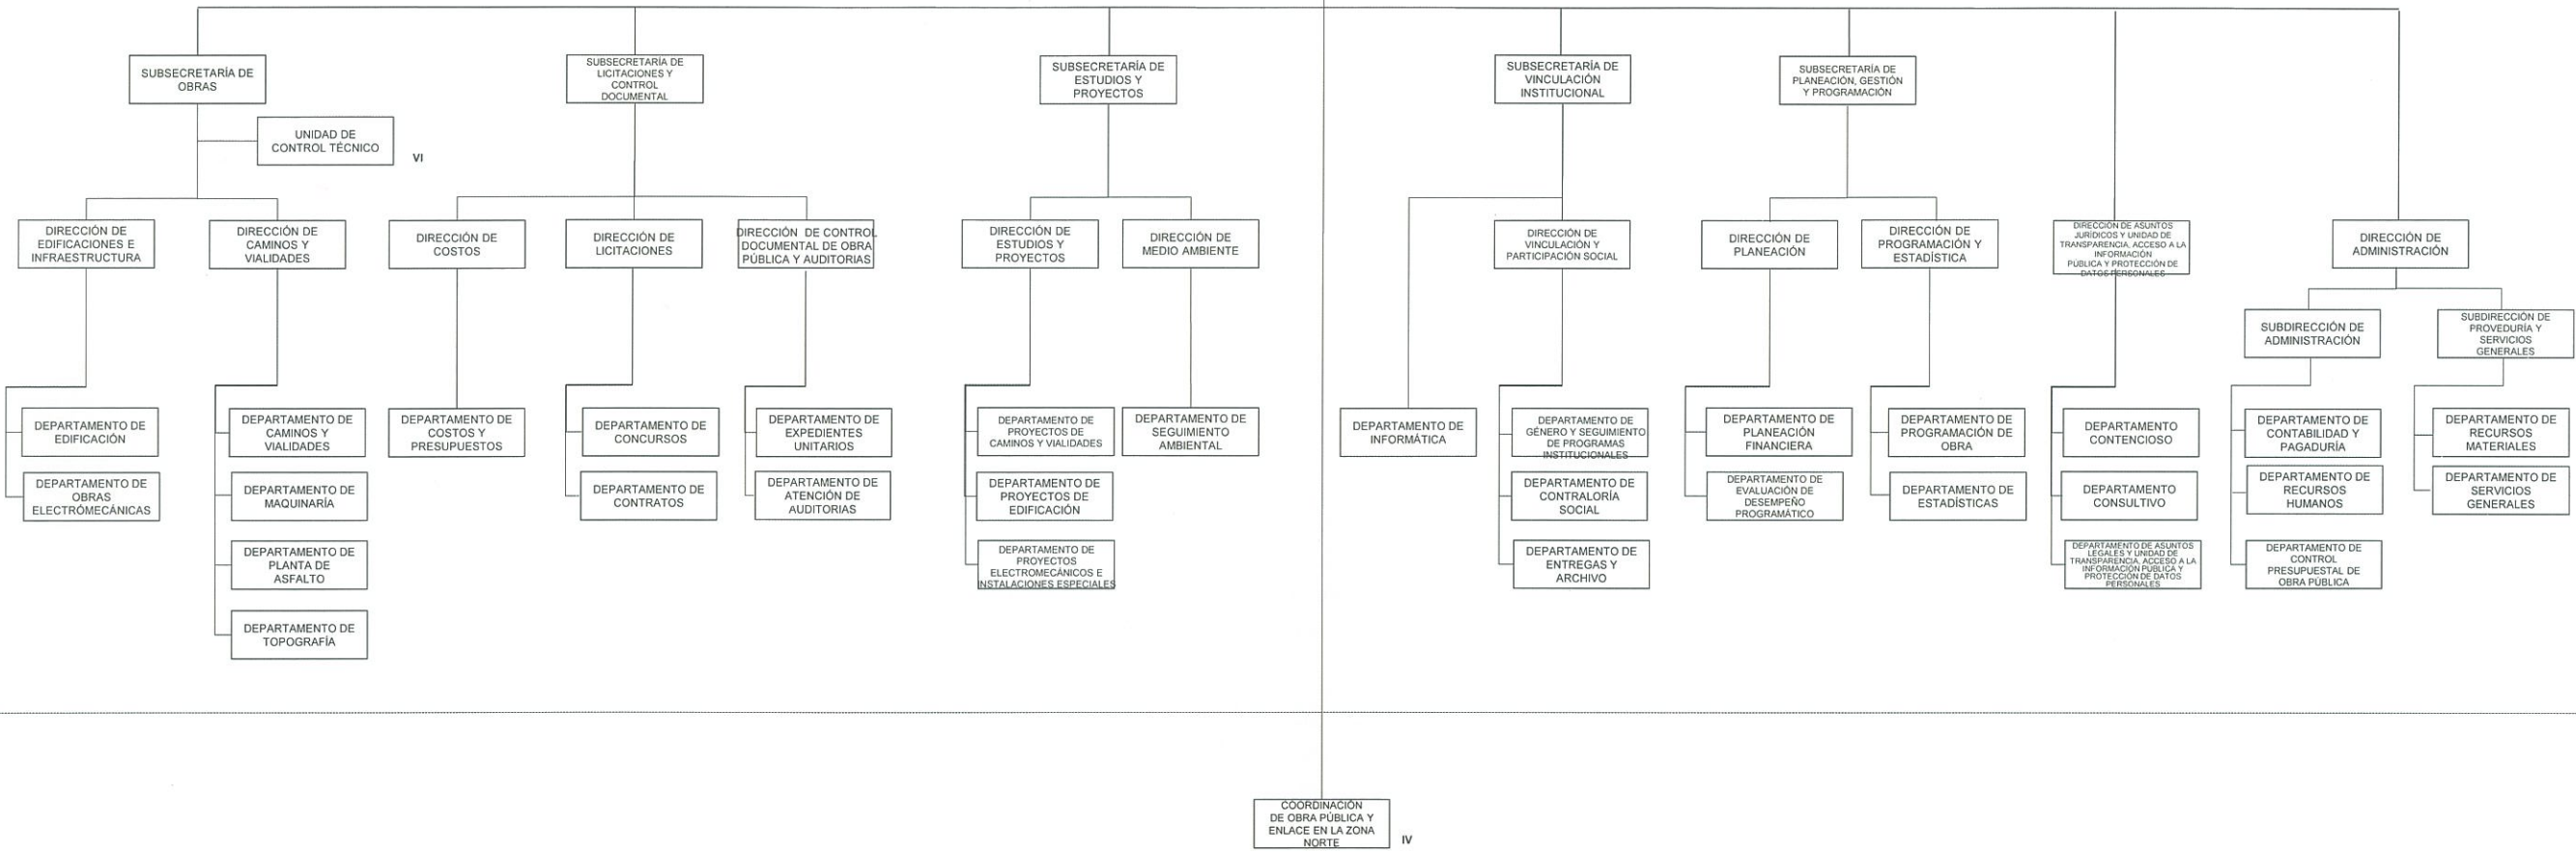 SUBSECRETARÍA DE
OBRAS
SUBSECRETARÍA DE
LICITACIONES Y
CONTROL
DOCUMENTAL
SUBSECRETARÍA DE
ESTUDIOS Y
PROYECTOS
SUBSECRETARÍA DE
VINCULACIÓN
INSTITUCIONAL
SUBSECRETARÍA DE
PLANEACIÓN, GESTIÓN
Y PROGRAMACIÓN
UNIDAD DE
CONTROL TÉCNICO
VI
DIRECCIÓN DE
EDIFICACIONES E
INFRAESTRUCTURA
DIRECCIÓN DE
CAMINOS Y
VIALIDADES
DIRECCIÓN DE
COSTOS
DIRECCIÓN DE
LICITACIONES
DIRECCIÓN DE CONTROL
DOCUMENTAL DE OBRA
PÚBLICA Y AUDITORIAS
DIRECCIÓN DE
ESTUDIOS Y
PROYECTOS
DIRECCIÓN DE
MEDIO AMBIENTE
DIRECCIÓN DE
VINCULACIÓN Y
PARTICIPACIÓN SOCIAL
DIRECCIÓN DE
PLANEACIÓN
DIRECCIÓN DE
PROGRAMACIÓN Y
ESTADÍSTICA
DIRECCIÓN DE ASUNTOS
JURÍDICOS Y UNIDAD DE
TRANSPARENCIA, ACCESO A LA
INFORMACIÓN
PÚBLICA Y PROTECCIÓN DE
DATOS PERSONALES
DIRECCIÓN DE
ADMINISTRACIÓN
SUBDIRECCIÓN DE
ADMINISTRACIÓN
SUBDIRECCIÓN DE
PROVEDURÍA Y
SERVICIOS
GENERALES
DEPARTAMENTO DE
EDIFICACIÓN
DEPARTAMENTO DE
OBRAS
ELECTRÓMECÁNICAS
DEPARTAMENTO DE
CAMINOS Y
VIALIDADES
DEPARTAMENTO DE
MAQUINARÍA
DEPARTAMENTO DE
PLANTA DE
ASFALTO
DEPARTAMENTO DE
TOPOGRAFÍA
DEPARTAMENTO DE
COSTOS Y
PRESUPUESTOS
DEPARTAMENTO DE
CONCURSOS
DEPARTAMENTO DE
CONTRATOS
DEPARTAMENTO DE
EXPEDIENTES
UNITARIOS
DEPARTAMENTO DE
ATENCIÓN DE
AUDITORIAS
DEPARTAMENTO DE
PROYECTOS DE
CAMINOS Y VIALIDADES
DEPARTAMENTO DE
PROYECTOS DE
EDIFICACIÓN
DEPARTAMENTO DE
PROYECTOS
ELECTROMECÁNICOS E
INSTALACIONES ESPECIALES
DEPARTAMENTO DE
SEGUIMIENTO
AMBIENTAL
DEPARTAMENTO DE
INFORMÁTICA
DEPARTAMENTO DE
GÉNERO Y SEGUIMIENTO
DE PROGRAMAS
INSTITUCIONALES
DEPARTAMENTO DE
CONTRALORÍA
SOCIAL
DEPARTAMENTO DE
ENTREGAS Y
ARCHIVO
DEPARTAMENTO DE
PLANEACIÓN
FINANCIERA
DEPARTAMENTO DE
EVALUACIÓN DE
DESEMPEÑO
PROGRAMÁTICO
DEPARTAMENTO DE
PROGRAMACIÓN DE
OBRA
DEPARTAMENTO DE
ESTADÍSTICAS
DEPARTAMENTO
CONTENCIOSO
DEPARTAMENTO
CONSULTIVO
DEPARTAMENTO DE ASUNTOS
LEGALES Y UNIDAD DE
TRANSPARENCIA, ACCESO A LA
INFORMACIÓN PÚBLICA Y
PROTECCIÓN DE DATOS
PERSONALES
DEPARTAMENTO DE
CONTABILIDAD Y
PAGADURÍA
DEPARTAMENTO DE
RECURSOS
HUMANOS
DEPARTAMENTO DE
CONTROL
PRESUPUESTAL DE
OBRA PÚBLICA
DEPARTAMENTO DE
RECURSOS
MATERIALES
DEPARTAMENTO DE
SERVICIOS
GENERALES
COORDINACIÓN
DE OBRA PÚBLICA Y
ENLACE EN LA ZONA
NORTE
IV